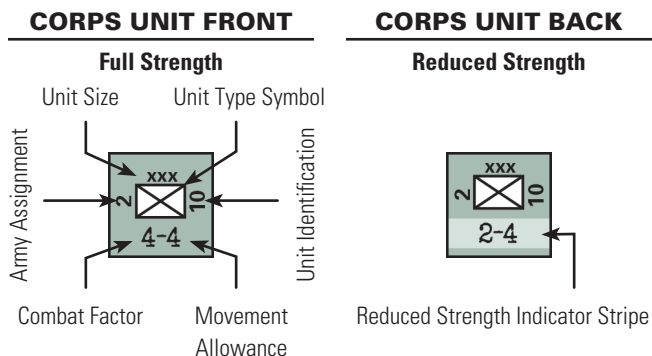 CORPS UNIT FRONT
Full Strength
Unit Size
Unit Type Symbol
Army Assignment
xxx
2
10
4-4
Unit Identification
Combat Factor
Movement
Allowance
CORPS UNIT BACK
Reduced Strength
xxx
2
10
2-4
Reduced Strength Indicator Stripe